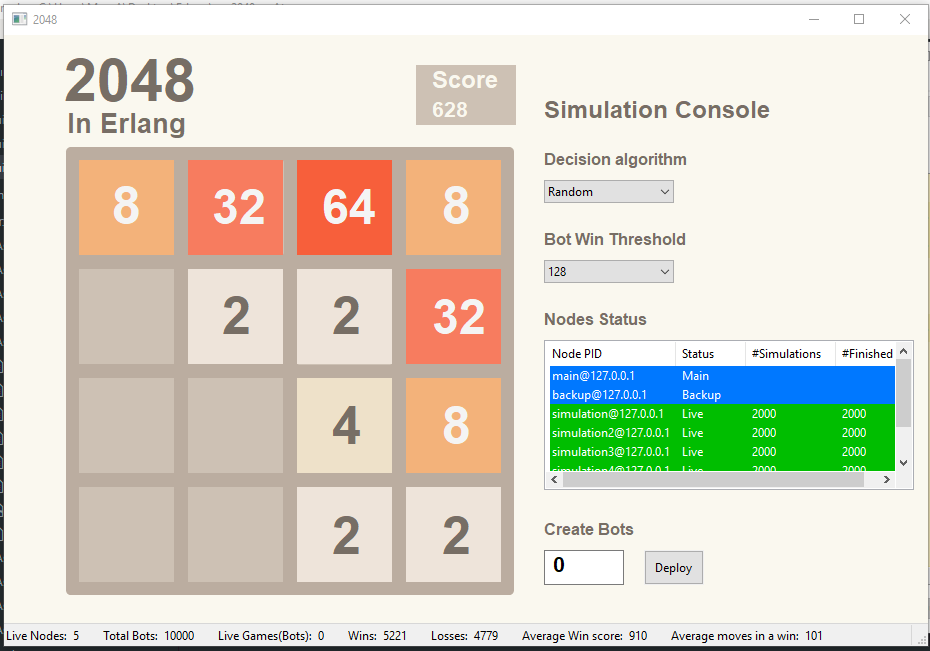 2048
2048
In Erlang
Score
628
8 32 64 8
2 2 32
4 8
2 2
Simulation Console
Decision algorithm
Random
Bot Win Threshold
128
Nodes Status
Node PID Status #Simulations #Finished
main@127.0.0.1 Main
backup@127.0.0.1 Backup
simulation@127.0.0.1 Live 2000 2000
simulation2@127.0.0.1 Live 2000 2000
simulation3@127.0.0.1 Live 2000 2000
simulation4@127.0.0.1 Live 2000 2000
Create Bots
0
Deploy
Live Nodes: 5 Total Bots: 10000 Live Games(Bots): 0 Wins: 5221 Losses: 4779 Average Win score: 910 Average moves in a win: 101